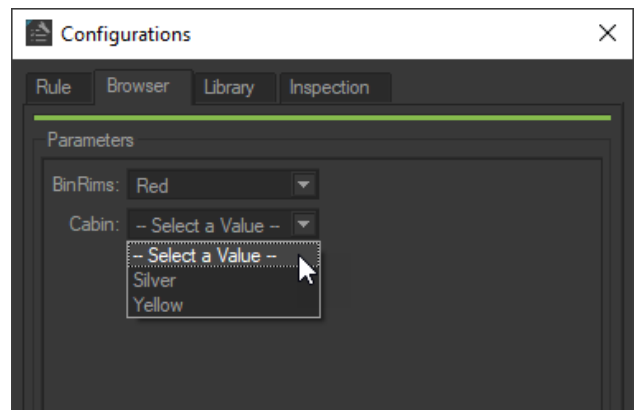 Configurations
Rule Browser Library Inspection
Parameters
BinRims: Red
Cabin: -- Select a Value --
-- Select a Value --
Silver
Yellow